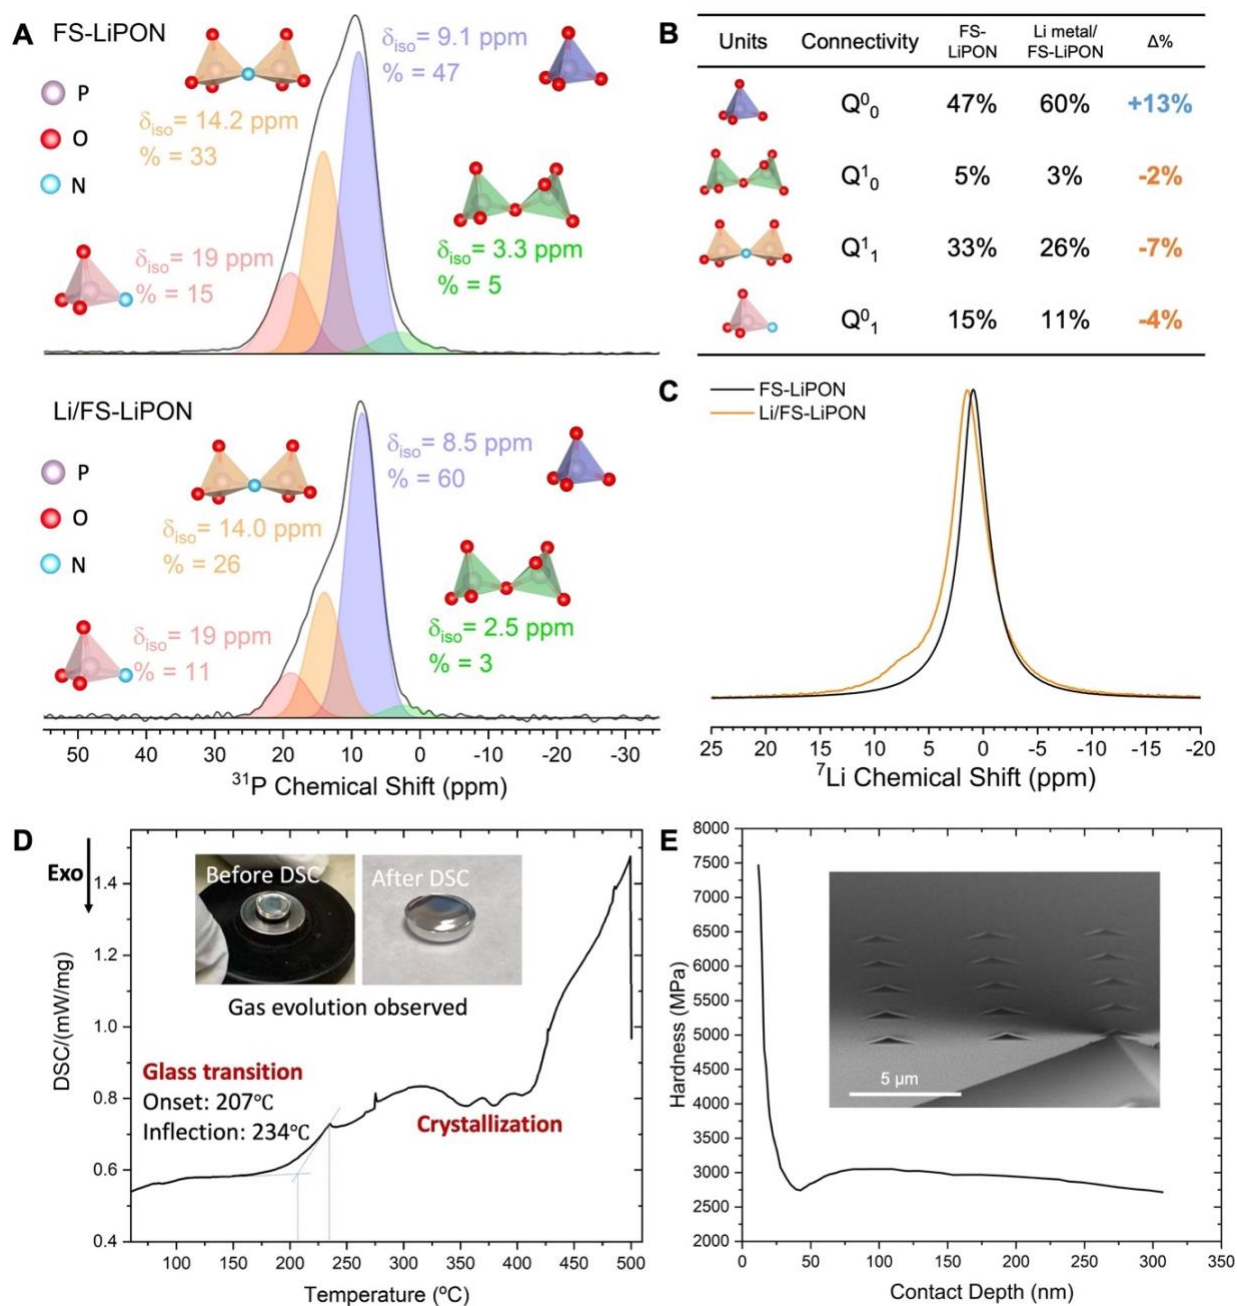 A
FS-LiPON
P
O
N
δiso= 14.2 ppm
% = 33
δiso= 9.1 ppm
% = 47
δiso= 19 ppm
% = 15
δiso= 3.3 ppm
% = 5
Li/FS-LiPON
P
O
N
δiso= 14.0 ppm
% = 26
δiso= 8.5 ppm
% = 60
δiso= 19 ppm
% = 11
δiso= 2.5 ppm
% = 3
50 40 30 20 10 0 -10 -20 -30
³¹P Chemical Shift (ppm)
B
Units Connectivity FS-LiPON Li metal/FS-LiPON Δ%
Q⁰₀ 47% 60% +13%
Q¹₀ 5% 3% -2%
Q¹₁ 33% 26% -7%
Q⁰₁ 15% 11% -4%
C
FS-LiPON
Li/FS-LiPON
25 20 15 10 5 0 -5 -10 -15 -20
⁷Li Chemical Shift (ppm)
D
Exo
Before DSC
After DSC
Gas evolution observed
Glass transition
Onset: 207℃
Inflection: 234℃
Crystallization
DSC/(mW/mg)
1.4
1.2
1.0
0.8
0.6
0.4
100 150 200 250 300 350 400 450 500
Temperature (ºC)
E
Hardness (MPa)
8000
7500
7000
6500
6000
5500
5000
4500
4000
3500
3000
2500
2000
5 µm
0 50 100 150 200 250 300 350
Contact Depth (nm)